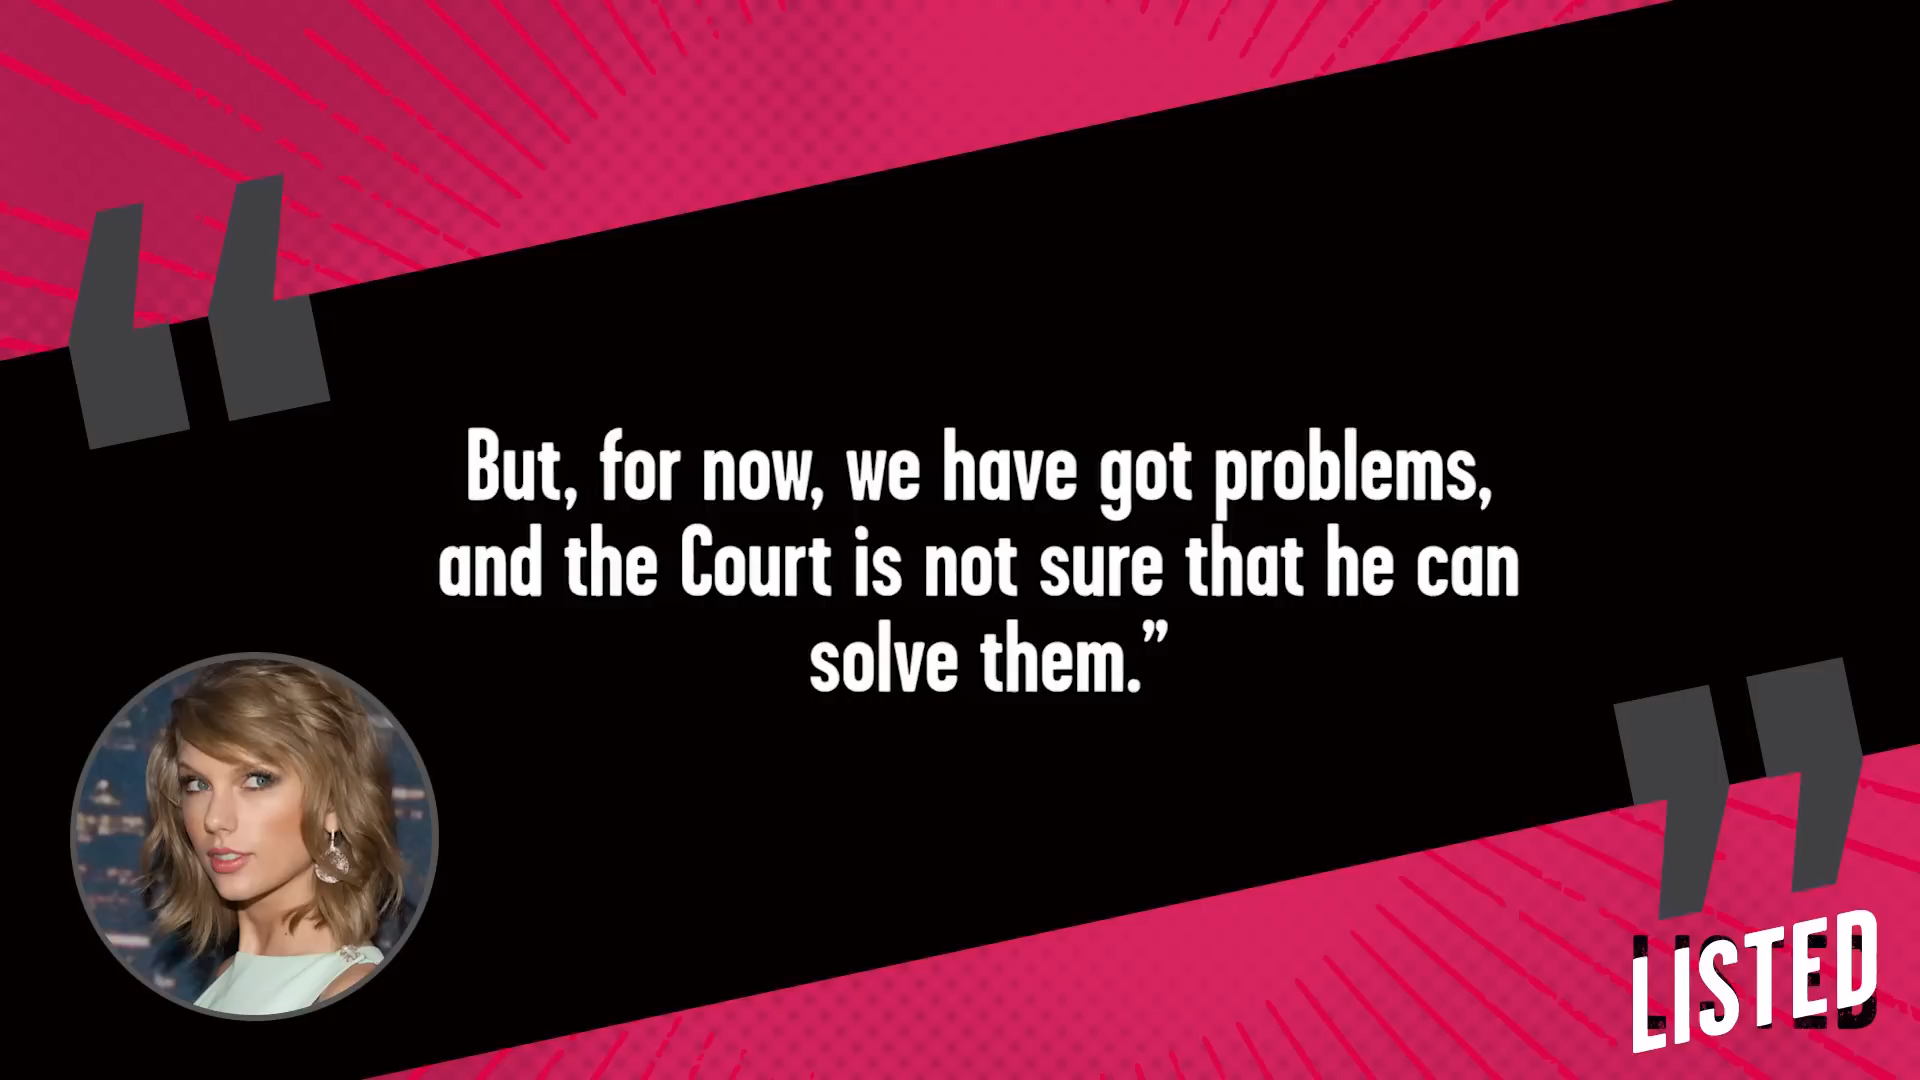 But, for now, we have got problems,
and the Court is not sure that he can
solve them.”
LISTED